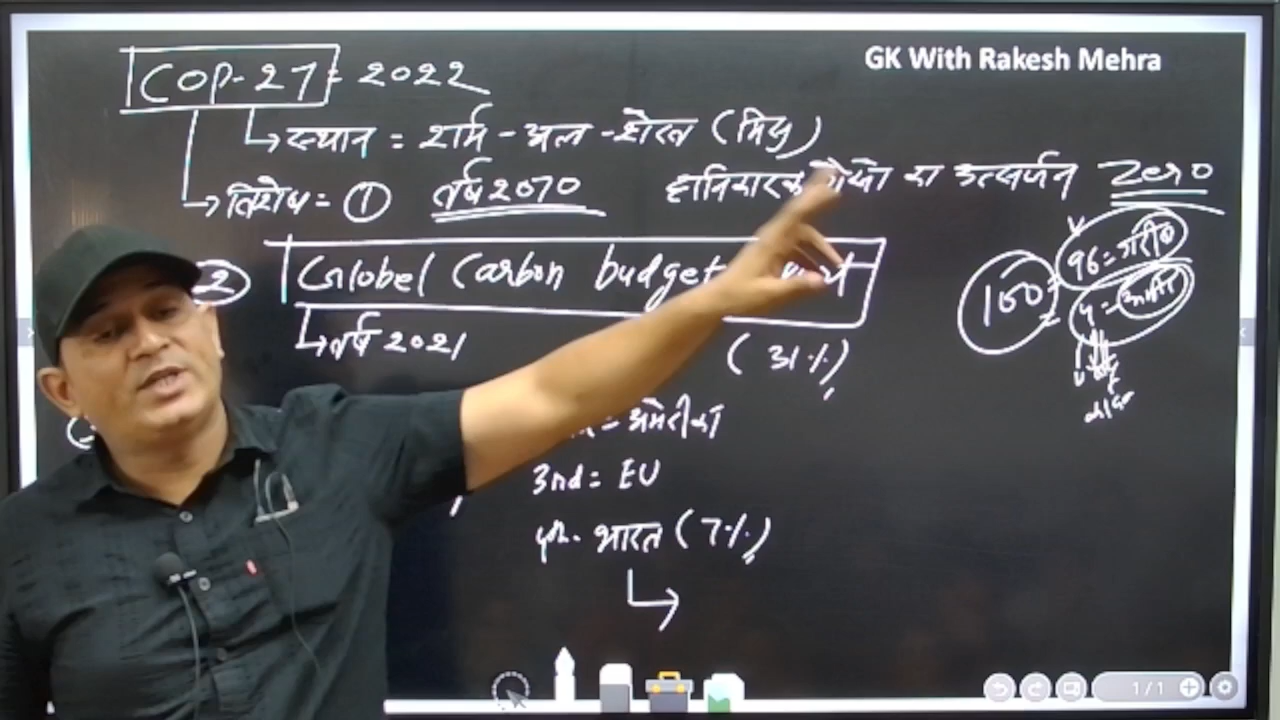 GK With Rakesh Mehra
COP-27 = 2022
स्थान = शर्म - अल - शेख (मिस्र)
विशेष = ① वर्ष 2070 हानिकारक गैसों का उत्सर्जन Zero
② Globel Carbon budget
वर्ष 2021
(31%)
100
96 = गरीब
4 = अमीर
= अमेरीका
3nd = EU
4th - भारत (7%)
1/1